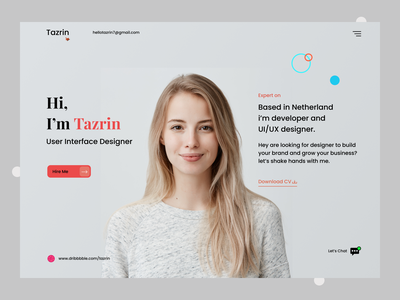 Tazrin
hellotazrin7@gmail.com
Hi,
I'm Tazrin
User Interface Designer
Hire Me
Expert on
Based in Netherland
i'm developer and
UI/UX designer.
Hey are looking for designer to build
your brand and grow your business?
let's shake hands with me.
Download CV
www.dribbbble.com/tazrin
Let's Chat